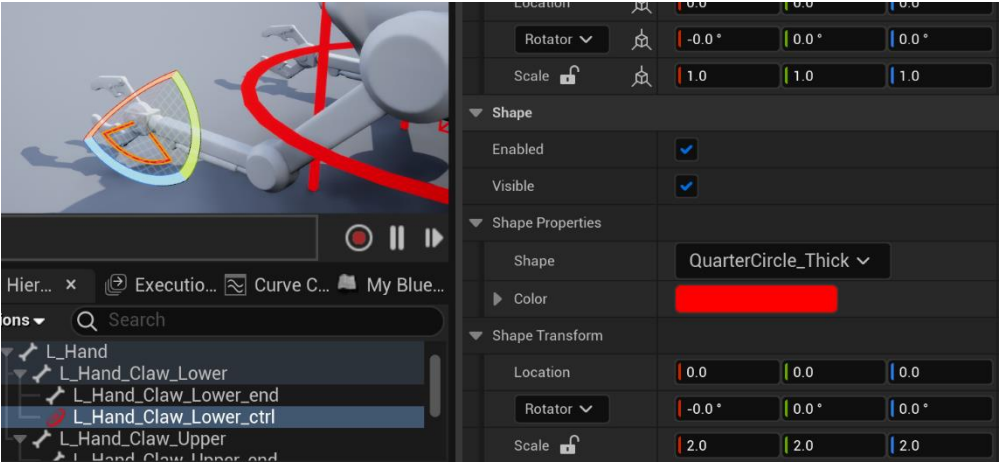 Location 0.0 0.0 0.0
Rotator -0.0 ° 0.0 ° 0.0 °
Scale 1.0 1.0 1.0
Shape
Enabled
Visible
Shape Properties
Shape QuarterCircle_Thick
Color
Shape Transform
Location 0.0 0.0 0.0
Rotator -0.0 ° 0.0 ° 0.0 °
Scale 2.0 2.0 2.0
Hier... × Executio... Curve C... My Blue...
ions Search
L_Hand
L_Hand_Claw_Lower
L_Hand_Claw_Lower_end
L_Hand_Claw_Lower_ctrl
L_Hand_Claw_Upper
L_Hand_Claw_Upper_end